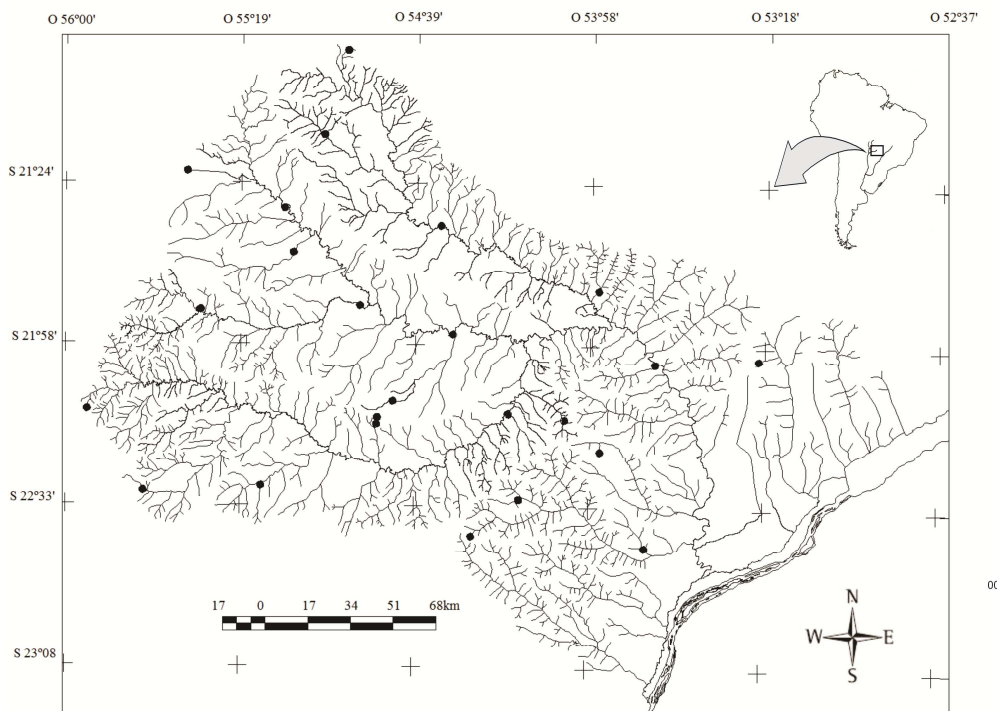 O 56°00' O 55°19' O 54°39' O 53°58' O 53°18' O 52°37'
S 21°24'
S 21°58'
S 22°33'
S 23°08
17 0 17 34 51 68km
N
W E
S
00